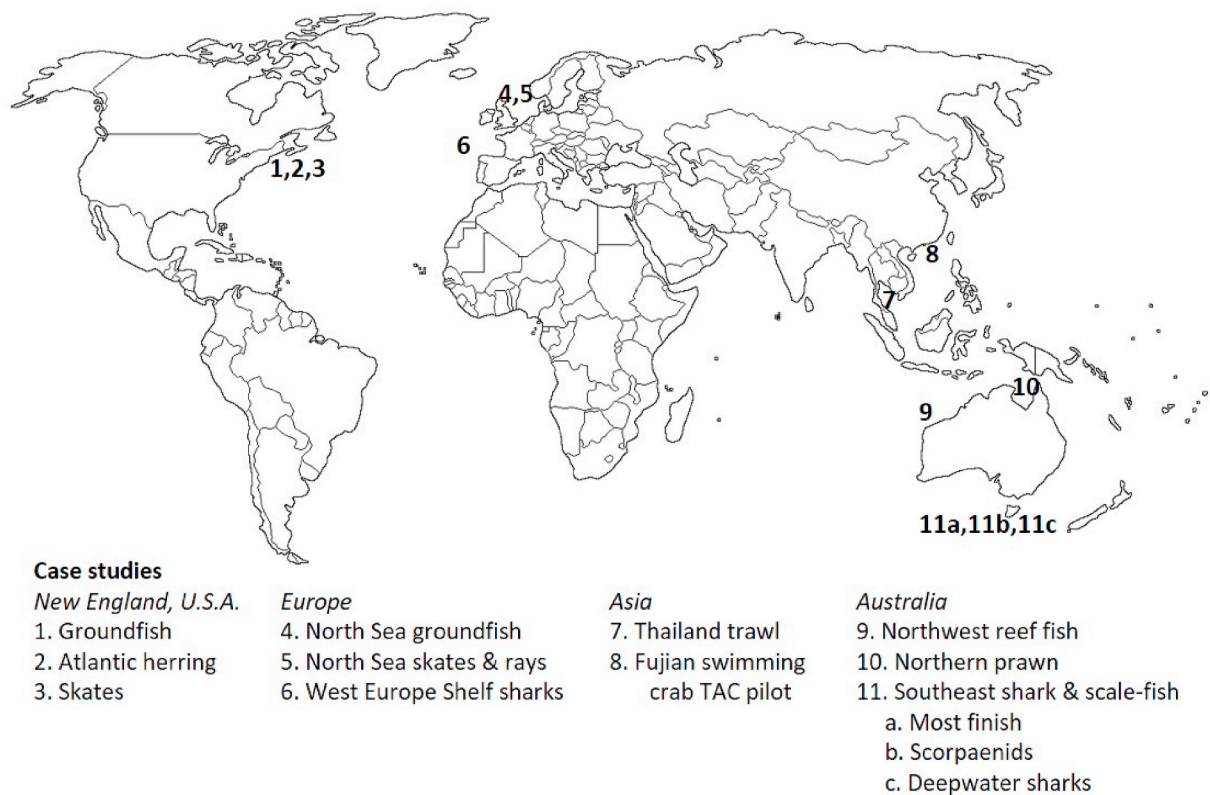 4,5
6
1,2,3
8
7
10
9
11a,11b,11c
Case studies
New England, U.S.A.
1. Groundfish
2. Atlantic herring
3. Skates
Europe
4. North Sea groundfish
5. North Sea skates & rays
6. West Europe Shelf sharks
Asia
7. Thailand trawl
8. Fujian swimming
crab TAC pilot
Australia
9. Northwest reef fish
10. Northern prawn
11. Southeast shark & scale-fish
a. Most finish
b. Scorpaenids
c. Deepwater sharks